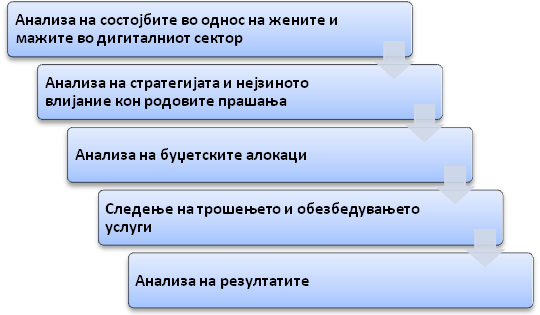 Анализа на состојбите во однос на жените и
мажите во дигиталниот сектор
Анализа на стратегијата и нејзиното
влијание кон родовите прашања
Анализа на буџетските алокаци
Следење на трошењето и обезбедувањето
услуги
Анализа на резултатите